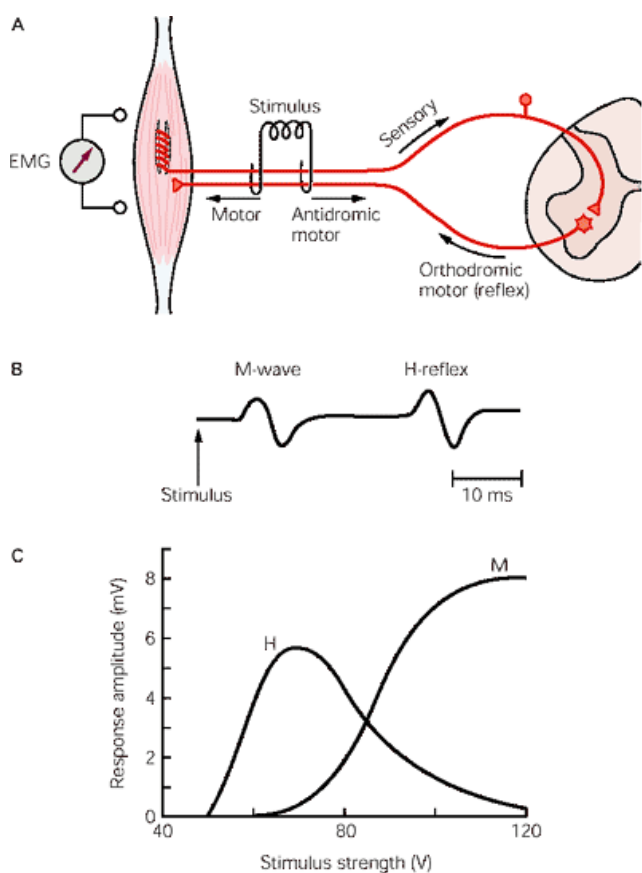 A
Stimulus
Sensory
EMG
Motor
Antidromic
motor
Orthodromic
motor (reflex)
B
M-wave
H-reflex
Stimulus
10 ms
C
Response amplitude (mV)
8
6
4
2
0
H
M
40
80
120
Stimulus strength (V)